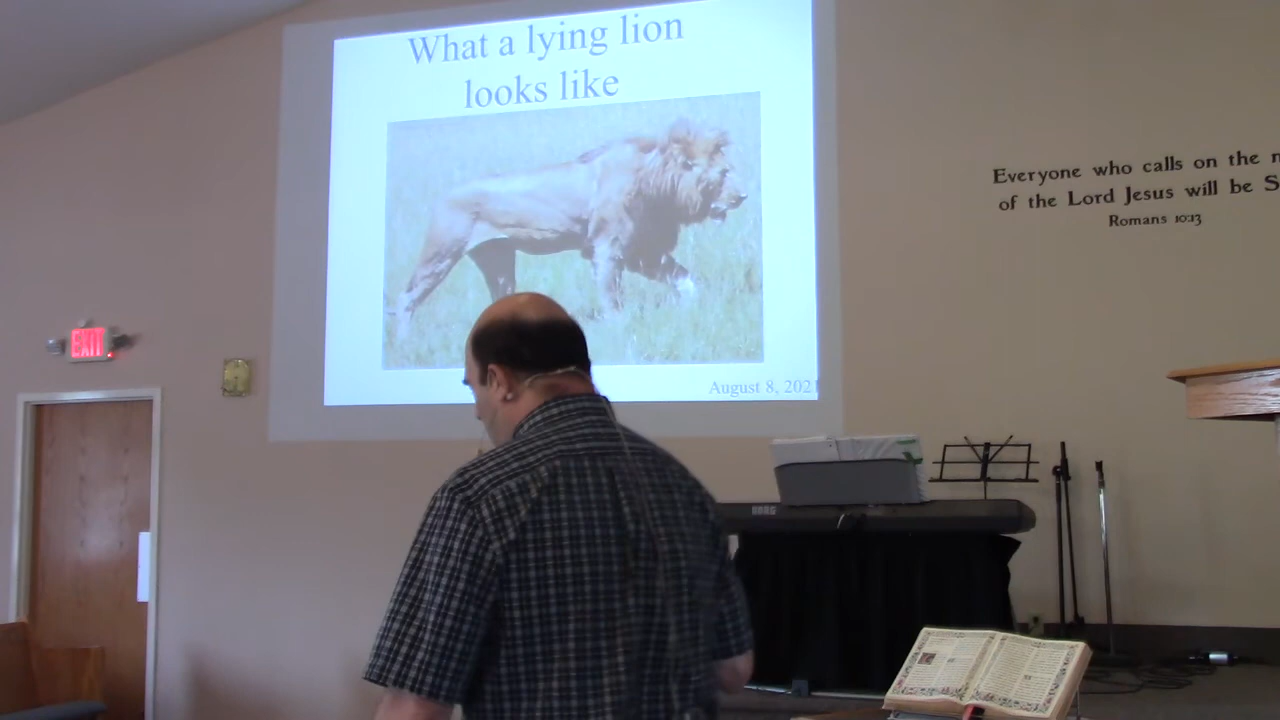 What a lying lion
looks like
August 8, 2021
Everyone who calls on the
of the Lord Jesus will be
Romans 10:13
EXIT
KORG